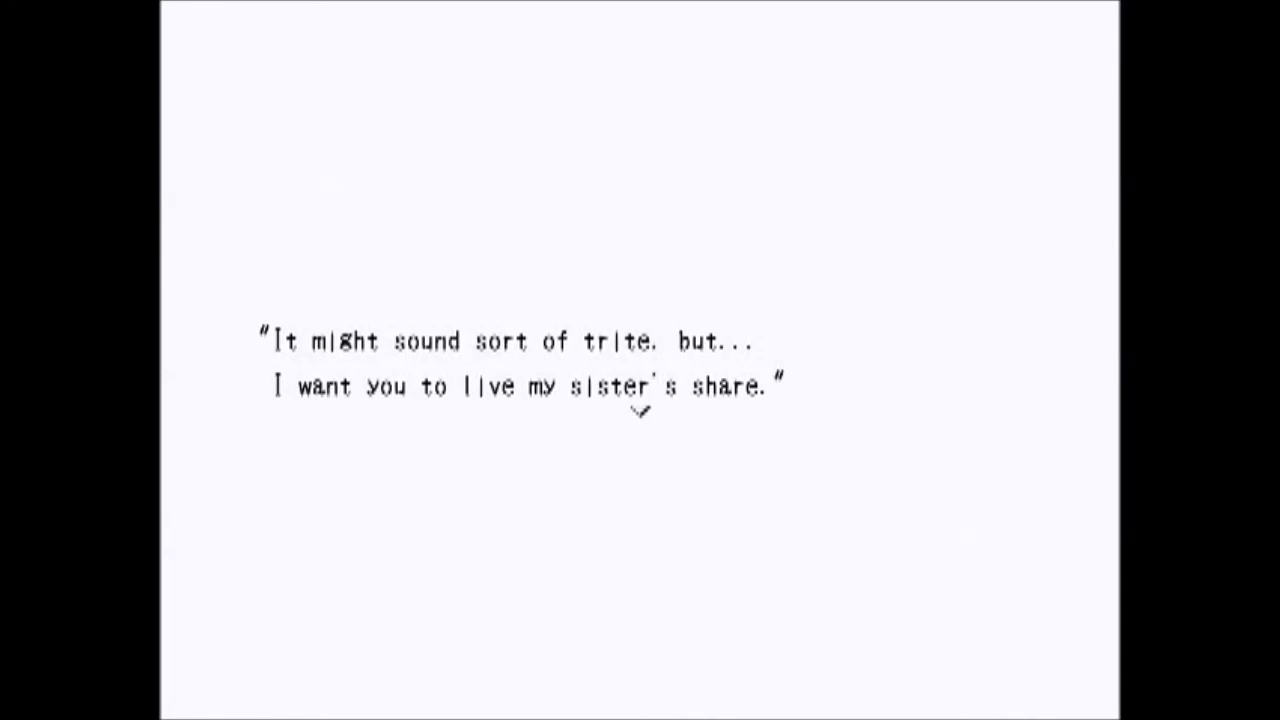 "It might sound sort of trite, but...
I want you to live my sister's share."